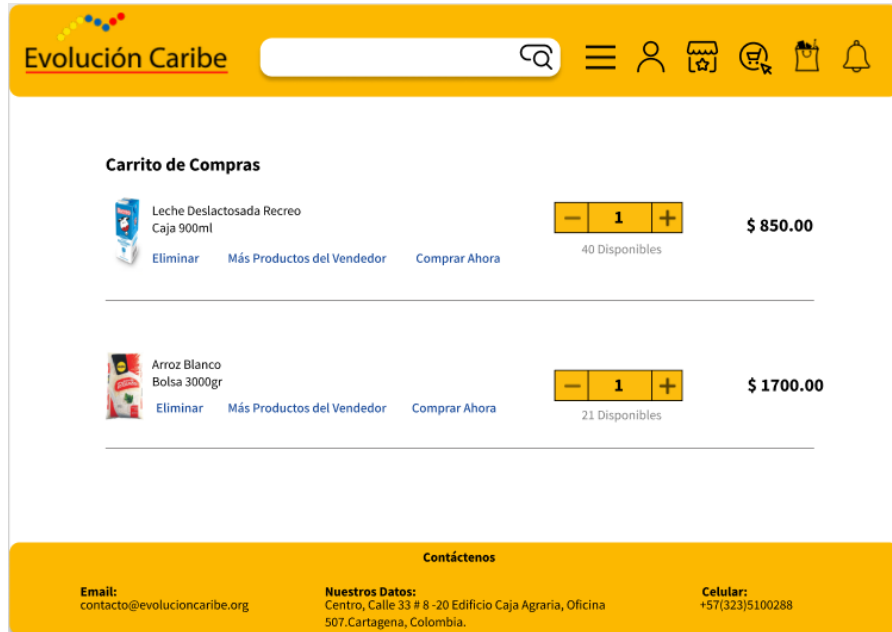 Evolución Caribe
Carrito de Compras
Leche Deslactosada Recreo
Caja 900ml
Eliminar Más Productos del Vendedor Comprar Ahora
1
40 Disponibles
$ 850.00
Arroz Blanco
Bolsa 3000gr
Eliminar Más Productos del Vendedor Comprar Ahora
1
21 Disponibles
$ 1700.00
Contáctenos
Email:
contacto@evolucioncaribe.org
Nuestros Datos:
Centro, Calle 33 # 8 -20 Edificio Caja Agraria, Oficina
507.Cartagena, Colombia.
Celular:
+57(323)5100288